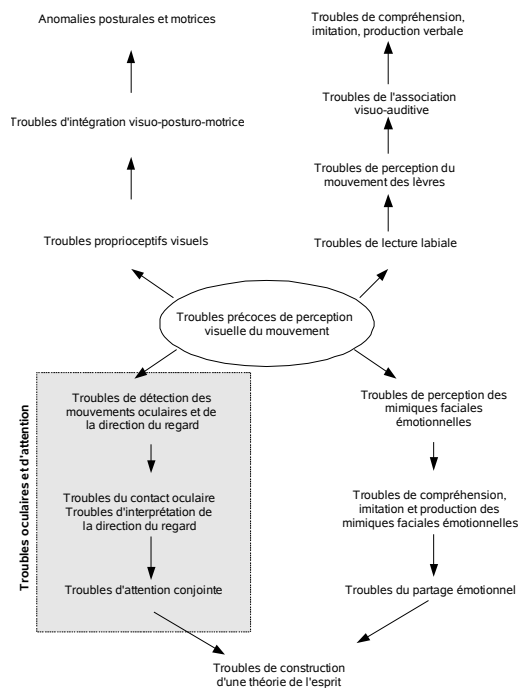 Anomalies posturales et motrices
Troubles de compréhension,
imitation, production verbale
Troubles de l'association
visuo-auditive
Troubles d'intégration visuo-posturo-motrice
Troubles de perception du
mouvement des lèvres
Troubles proprioceptifs visuels
Troubles de lecture labiale
Troubles précoces de perception
visuelle du mouvement
Troubles oculaires et d'attention
Troubles de détection des
mouvements oculaires et de
la direction du regard
Troubles de perception des
mimiques faciales
émotionnelles
Troubles du contact oculaire
Troubles d'interprétation de
la direction du regard
Troubles de compréhension,
imitation et production des
mimiques faciales émotionnelles
Troubles d'attention conjointe
Troubles du partage émotionnel
Troubles de construction
d'une théorie de l'esprit